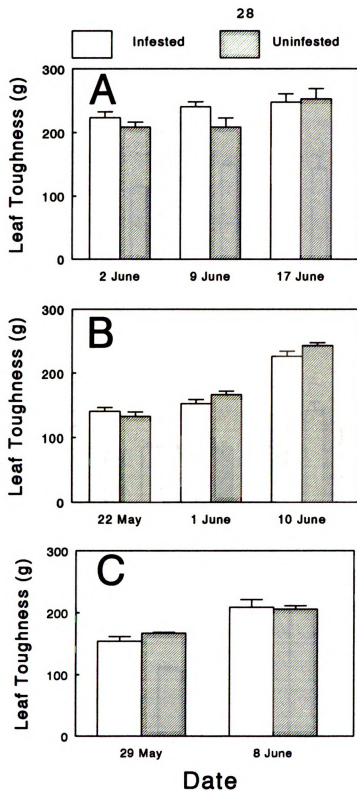 28
Infested Uninfested
A
Leaf Toughness (g)
300
200
100
0
2 June 9 June 17 June
B
Leaf Toughness (g)
300
200
100
0
22 May 1 June 10 June
C
Leaf Toughness (g)
300
200
100
0
29 May 8 June
Date